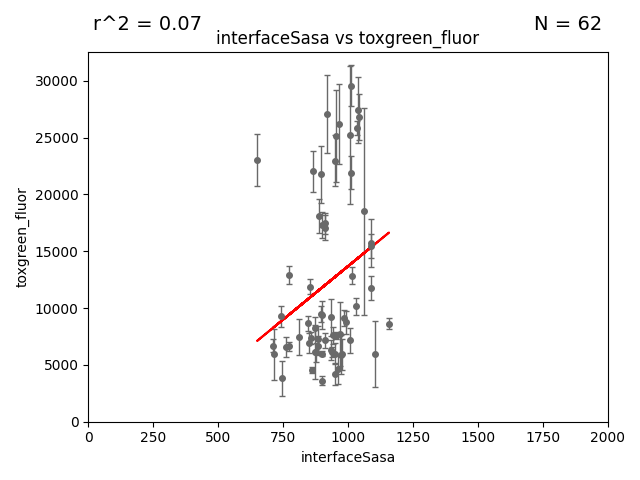 r^2 = 0.07
N = 62
interfaceSasa vs toxgreen_fluor
30000
25000
20000
15000
10000
5000
0
toxgreen_fluor
0 250 500 750 1000 1250 1500 1750 2000
interfaceSasa